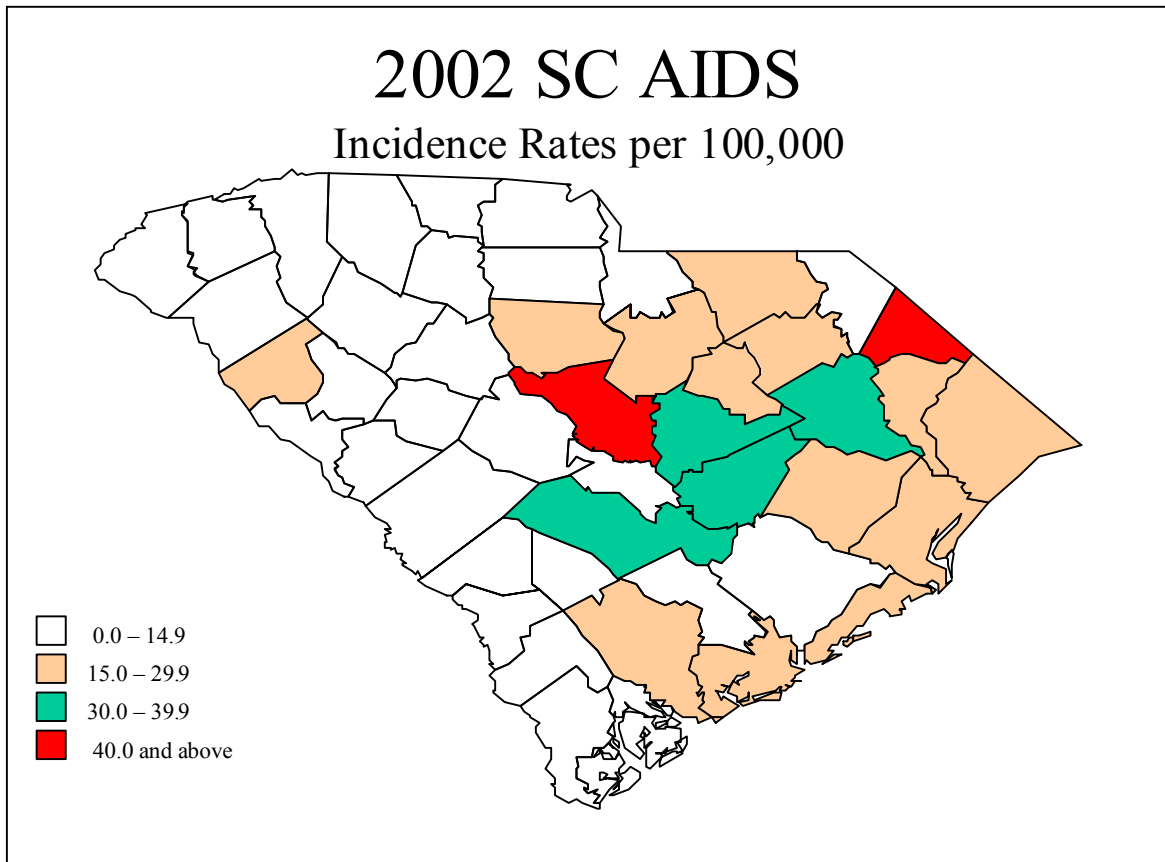 2002 SC AIDS
Incidence Rates per 100,000
0.0 – 14.9
15.0 – 29.9
30.0 – 39.9
40.0 and above